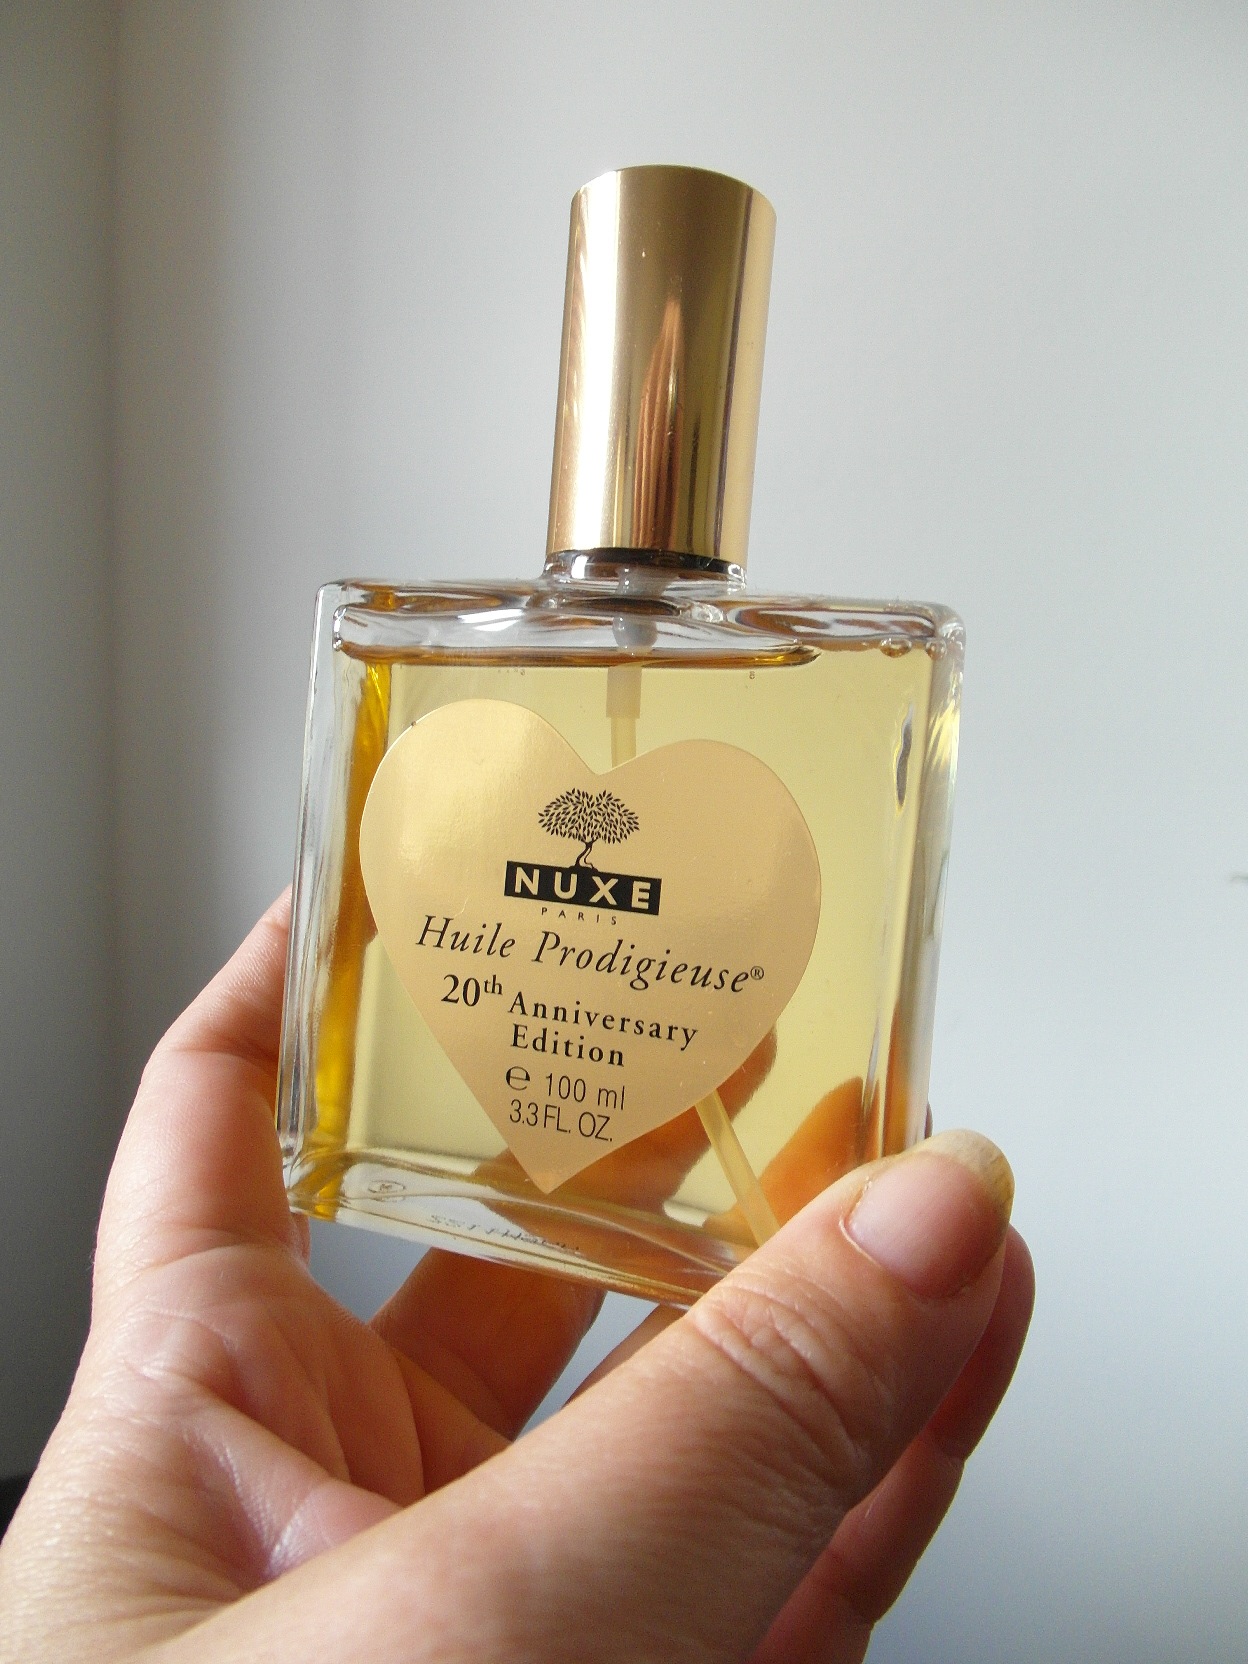 NUXE
PARIS
Huile Prodigieuse®
20th Anniversary
Edition
℮ 100 ml
3.3 FL. OZ.